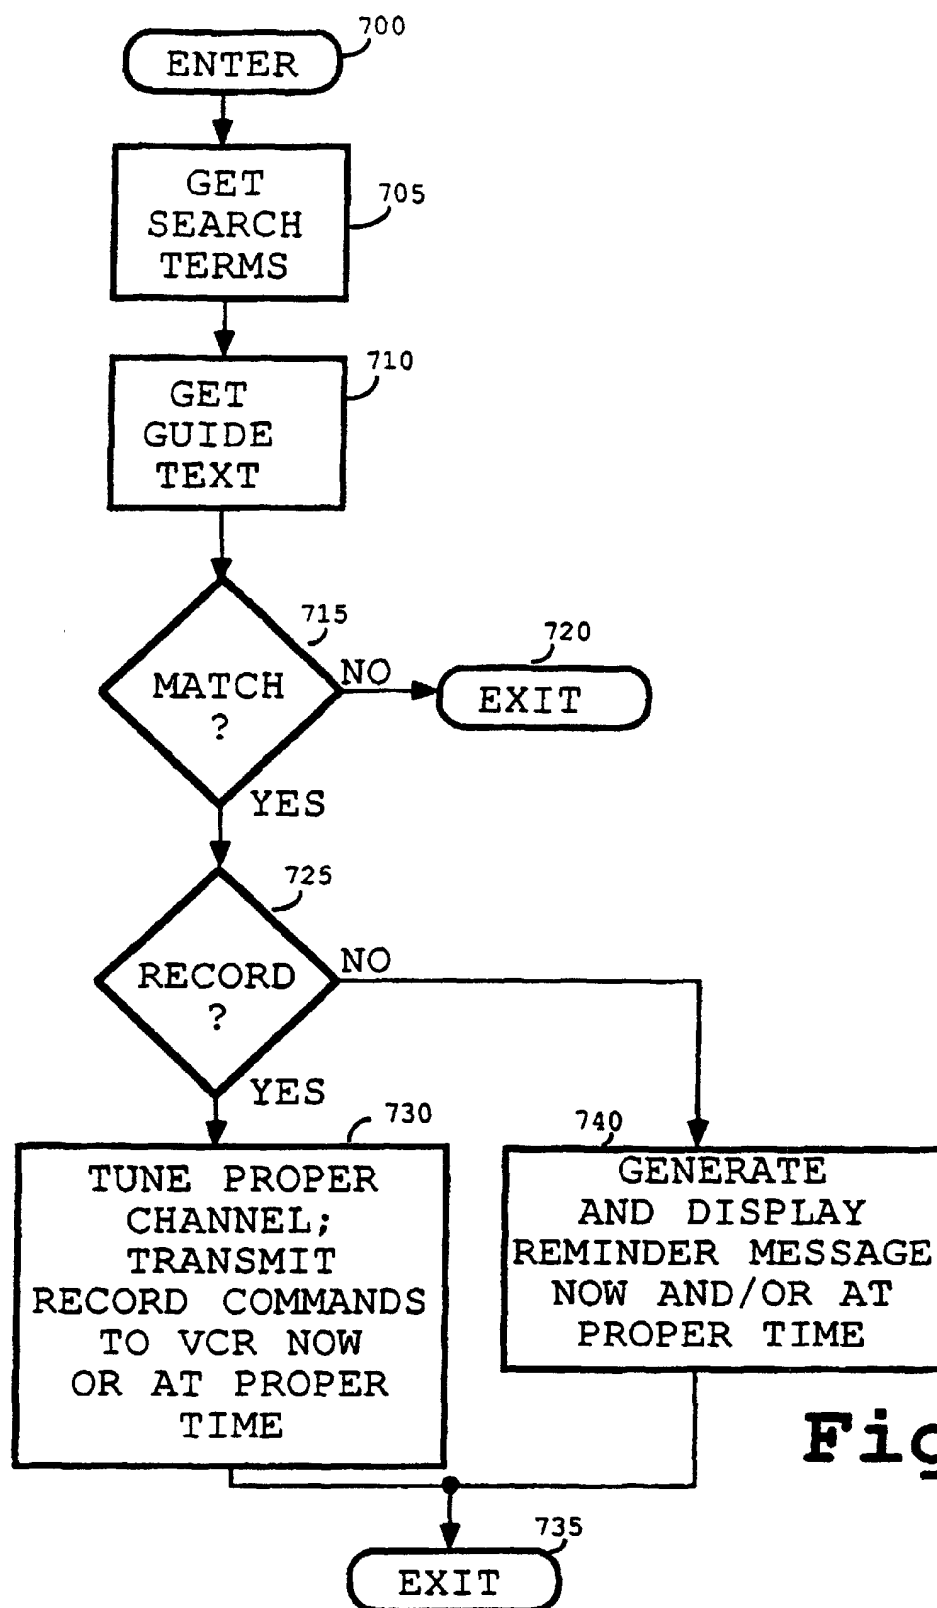 700
ENTER
GET
SEARCH
TERMS
705
GET
GUIDE
TEXT
710
715
MATCH
?
NO
720
EXIT
YES
725
RECORD
?
NO
YES
730
TUNE PROPER
CHANNEL;
TRANSMIT
RECORD COMMANDS
TO VCR NOW
OR AT PROPER
TIME
740
GENERATE
AND DISPLAY
REMINDER MESSAGE
NOW AND/OR AT
PROPER TIME
Fig
735
EXIT